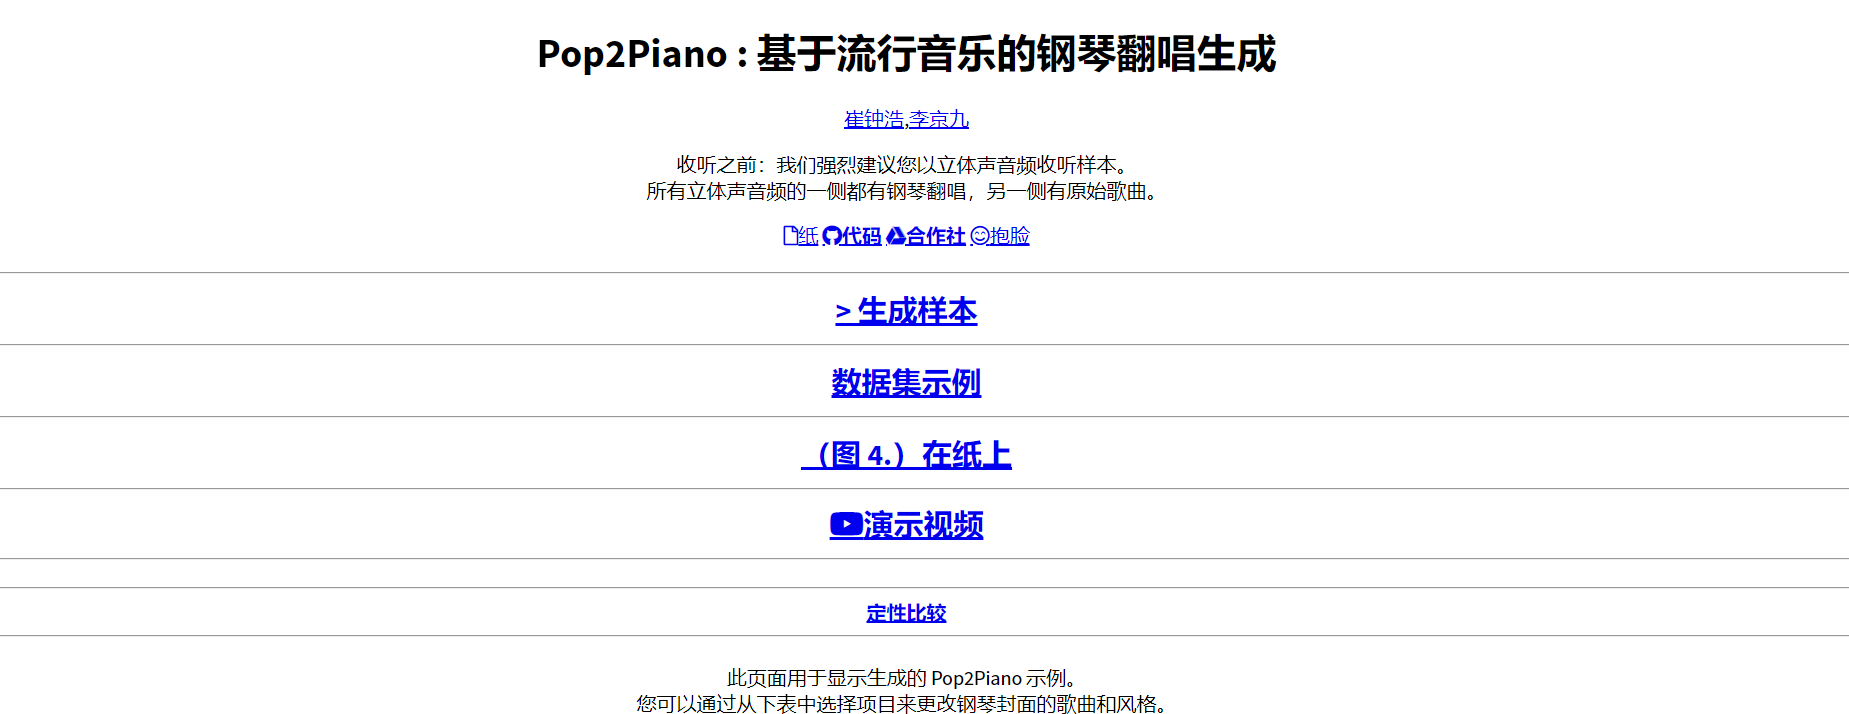 Pop2Piano : 基于流行音乐的钢琴翻唱生成
崔钟浩,李京九
收听之前：我们强烈建议您以立体声音频收听样本。
所有立体声音频的一侧都有钢琴翻唱，另一侧有原始歌曲。
纸 代码 合作社 抱脸
> 生成样本
数据集示例
（图 4.）在纸上
演示视频
定性比较
此页面用于显示生成的 Pop2Piano 示例。
您可以通过从下表中选择项目来更改钢琴封面的歌曲和风格。